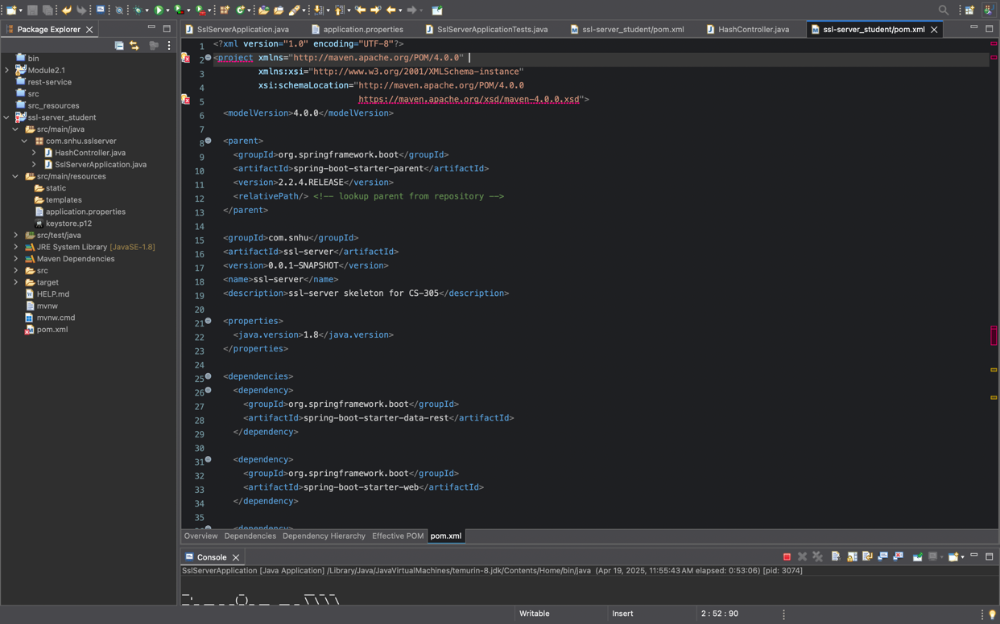 Package Explorer
bin
Module2.1
rest-service
src
src_resources
ssl-server_student
src/main/java
com.snhu.sslserver
HashController.java
SslServerApplication.java
src/main/resources
static
templates
application.properties
keystore.p12
src/test/java
JRE System Library [JavaSE-1.8]
Maven Dependencies
src
target
HELP.md
mvnw
mvnw.cmd
pom.xml
SslServerApplication.java
application.properties
SslServerApplicationTests.java
ssl-server_student/pom.xml
HashController.java
ssl-server_student/pom.xml
1 <?xml version="1.0" encoding="UTF-8"?>
2 <project xmlns="http://maven.apache.org/POM/4.0.0"
3 xmlns:xsi="http://www.w3.org/2001/XMLSchema-instance"
4 xsi:schemaLocation="http://maven.apache.org/POM/4.0.0
5 https://maven.apache.org/xsd/maven-4.0.0.xsd">
6 <modelVersion>4.0.0</modelVersion>
7
8 <parent>
9 <groupId>org.springframework.boot</groupId>
10 <artifactId>spring-boot-starter-parent</artifactId>
11 <version>2.2.4.RELEASE</version>
12 <relativePath/> <!-- lookup parent from repository -->
13 </parent>
14
15 <groupId>com.snhu</groupId>
16 <artifactId>ssl-server</artifactId>
17 <version>0.0.1-SNAPSHOT</version>
18 <name>ssl-server</name>
19 <description>ssl-server skeleton for CS-305</description>
20
21 <properties>
22 <java.version>1.8</java.version>
23 </properties>
24
25 <dependencies>
26 <dependency>
27 <groupId>org.springframework.boot</groupId>
28 <artifactId>spring-boot-starter-data-rest</artifactId>
29 </dependency>
30
31 <dependency>
32 <groupId>org.springframework.boot</groupId>
33 <artifactId>spring-boot-starter-web</artifactId>
34 </dependency>
35
<dependency>
Overview Dependencies Dependency Hierarchy Effective POM pom.xml
Console
SslServerApplication [Java Application] /Library/Java/JavaVirtualMachines/temurin-8.jdk/Contents/Home/bin/java (Apr 19, 2025, 11:55:43 AM elapsed: 0:53:06) [pid: 3074]
Writable Insert 2 : 52 : 90